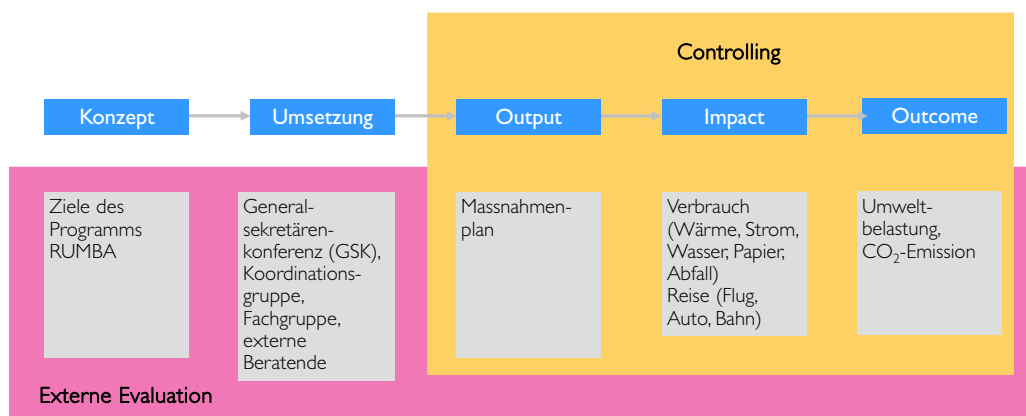 Controlling
Konzept
Umsetzung
Output
Impact
Outcome
Ziele des
Programms
RUMBA
General-
sekretären-
konferenz (GSK),
Koordinations-
gruppe,
Fachgruppe,
externe
Beratende
Massnahmen-
plan
Verbrauch
(Wärme, Strom,
Wasser, Papier,
Abfall)
Reise (Flug,
Auto, Bahn)
Umwelt-
belastung,
CO₂-Emission
Externe Evaluation